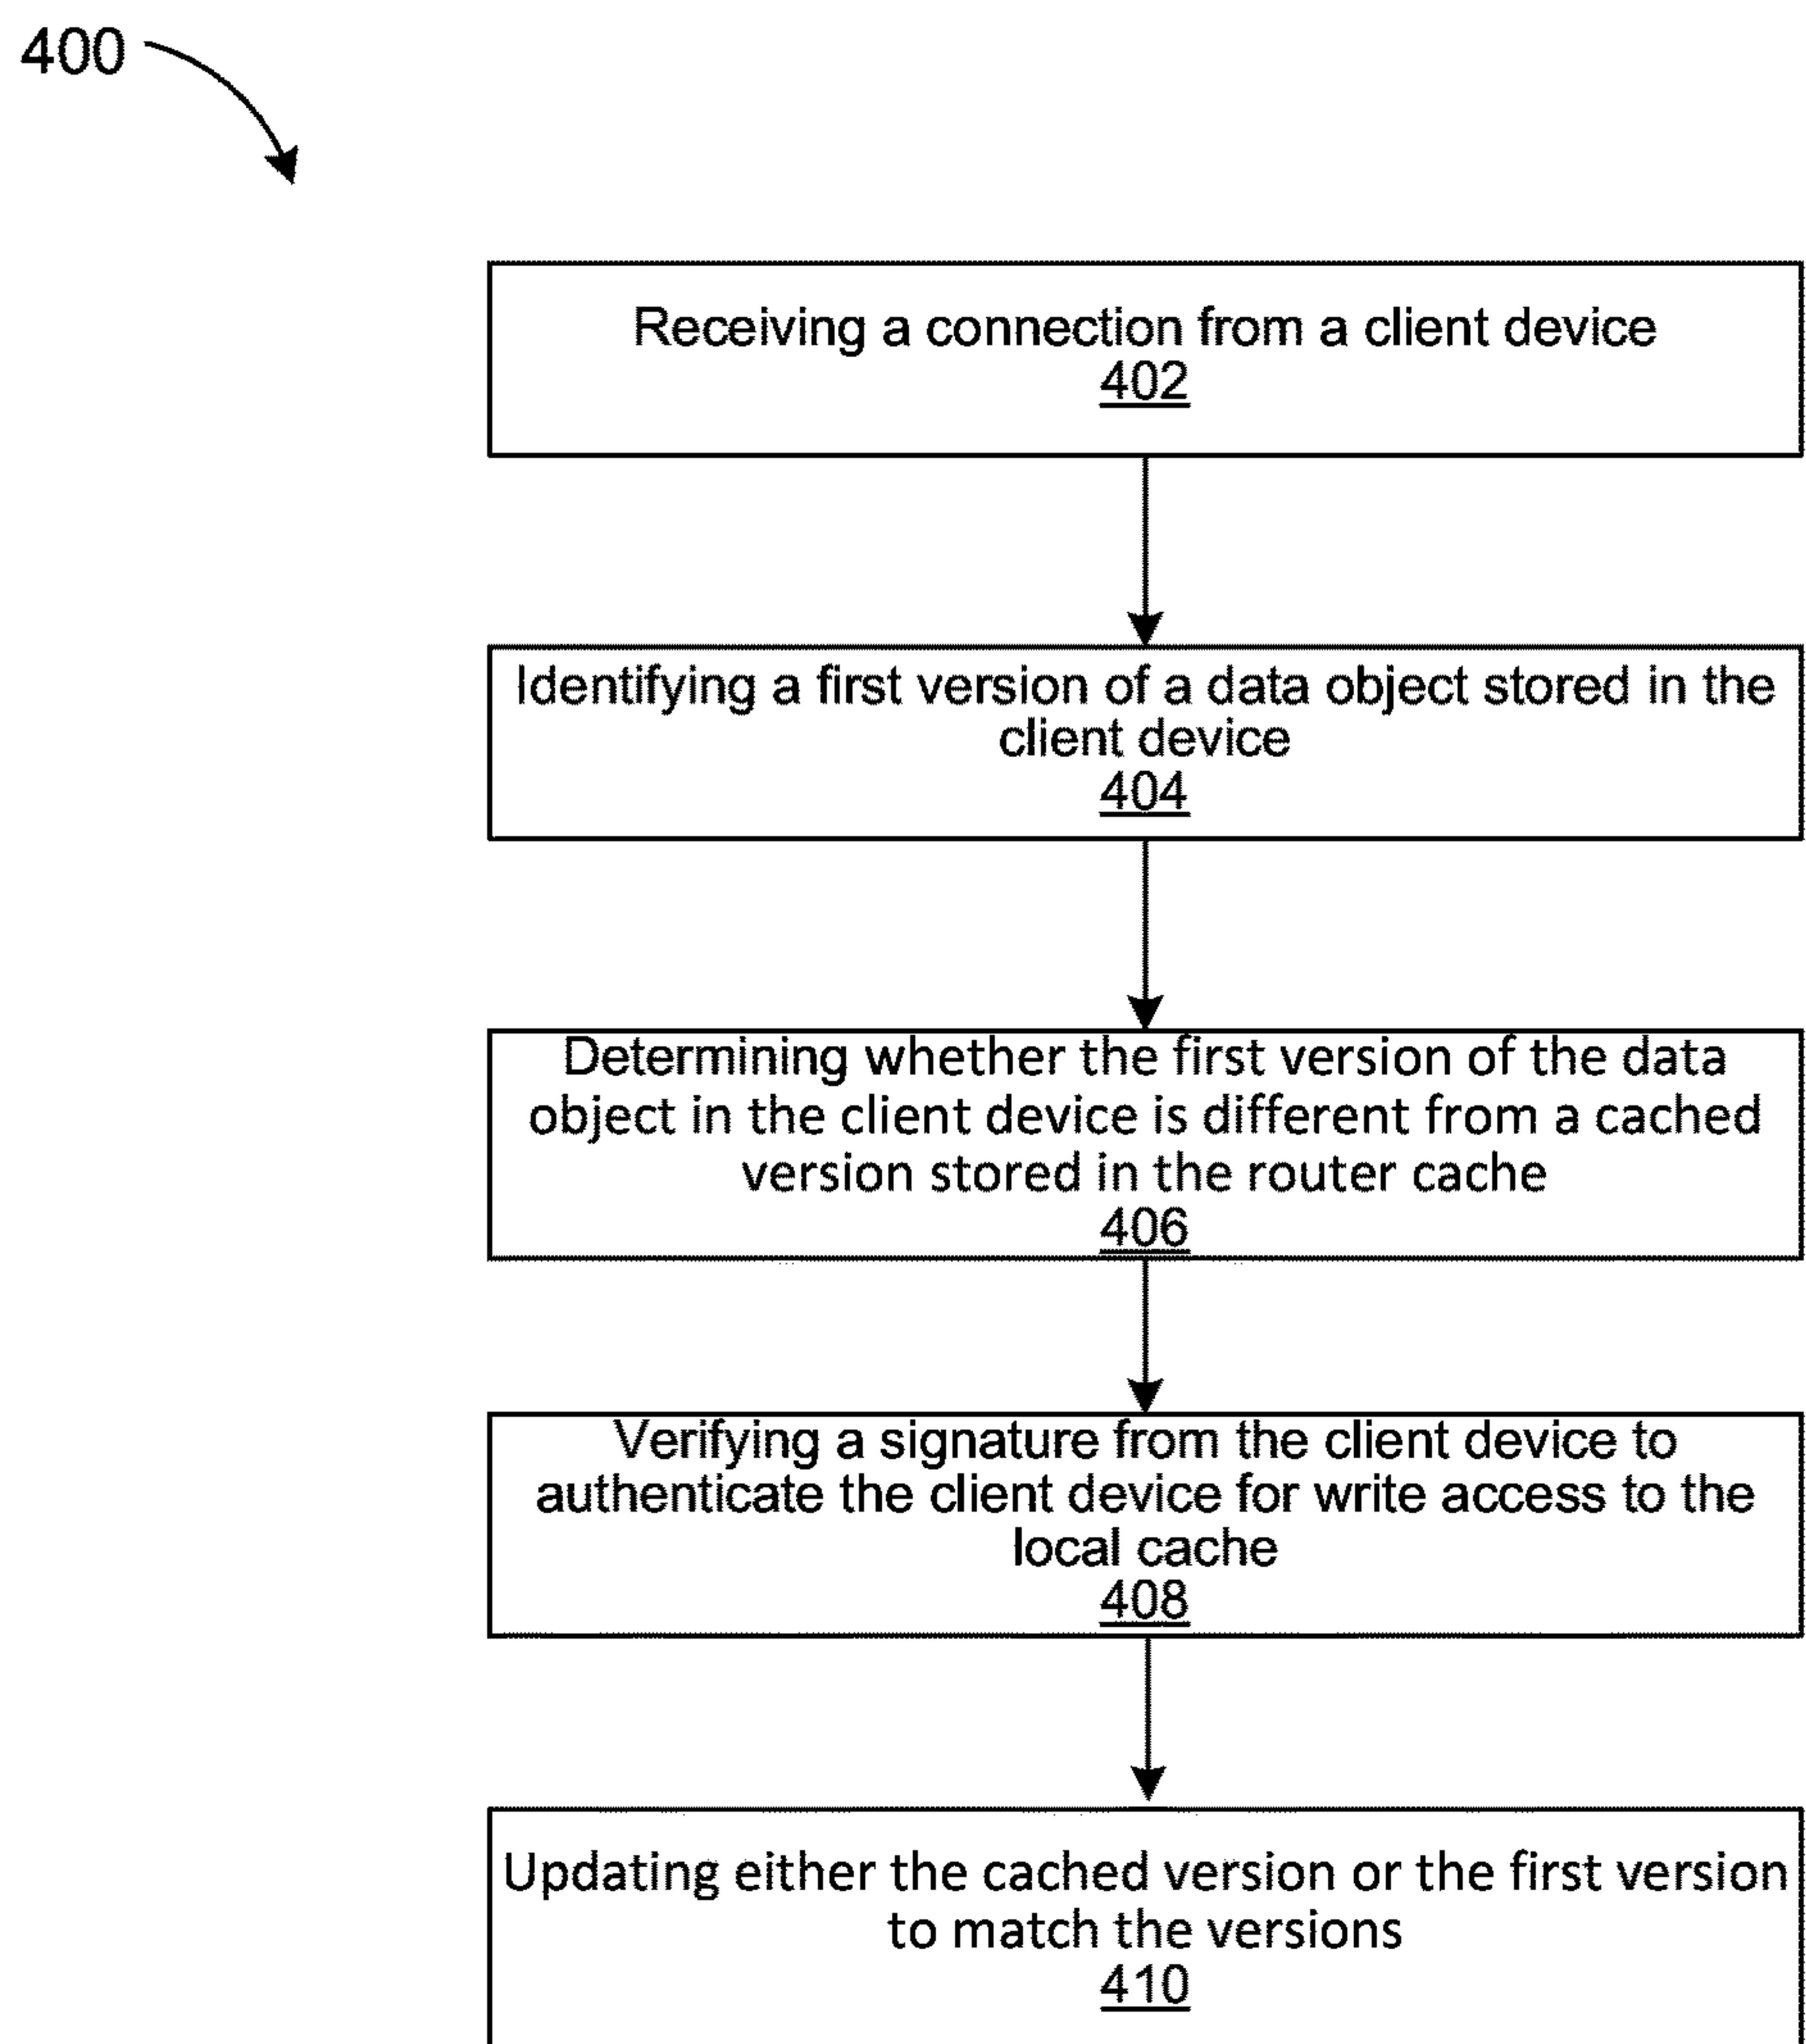 400
Receiving a connection from a client device
402
Identifying a first version of a data object stored in the
client device
404
Determining whether the first version of the data
object in the client device is different from a cached
version stored in the router cache
406
Verifying a signature from the client device to
authenticate the client device for write access to the
local cache
408
Updating either the cached version or the first version
to match the versions
410